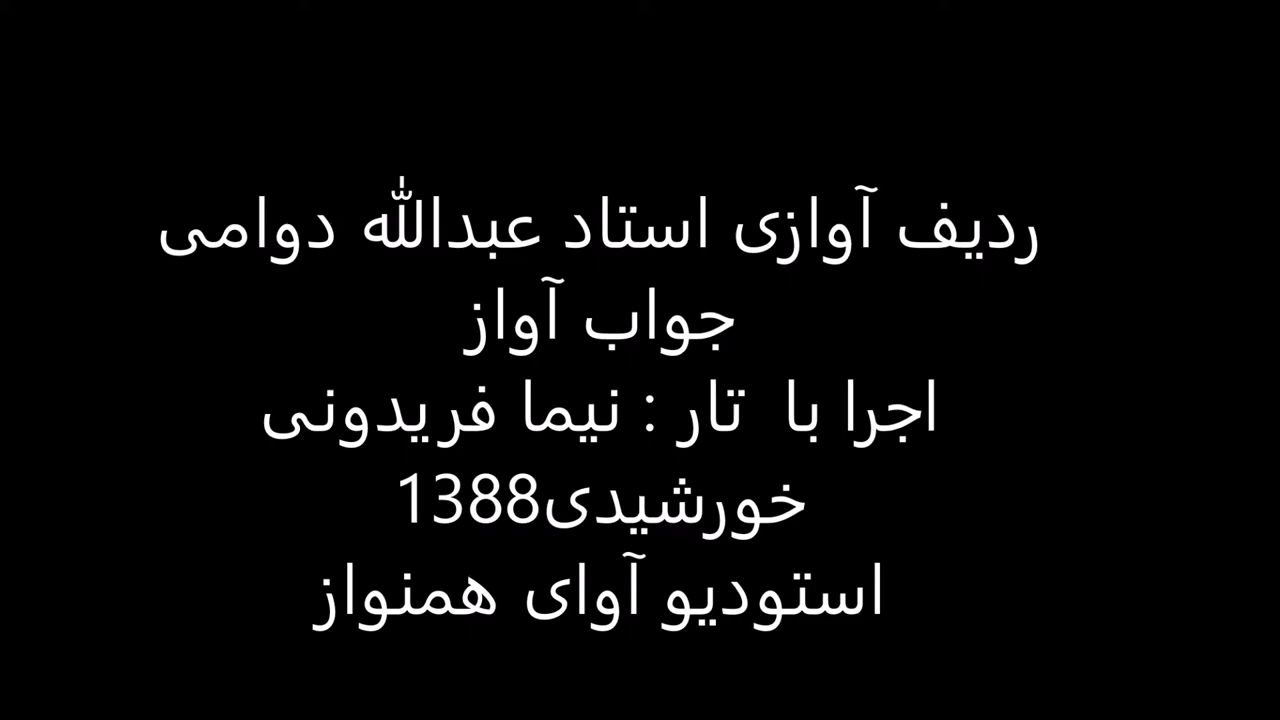 ردیف آوازی استاد عبدالله دوامی
جواب آواز
اجرا با تار : نیما فریدونی
خورشیدی1388
استودیو آوای همنواز